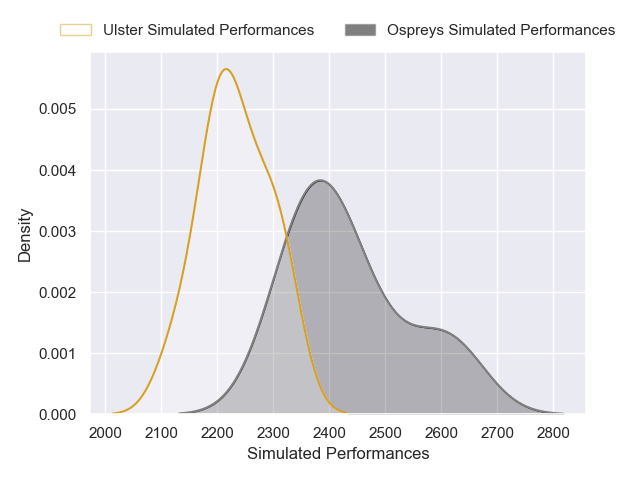 Ulster Simulated Performances Ospreys Simulated Performances
0.005
0.004
0.003
0.002
0.001
0.000
Density
2000 2100 2200 2300 2400 2500 2600 2700 2800
Simulated Performances